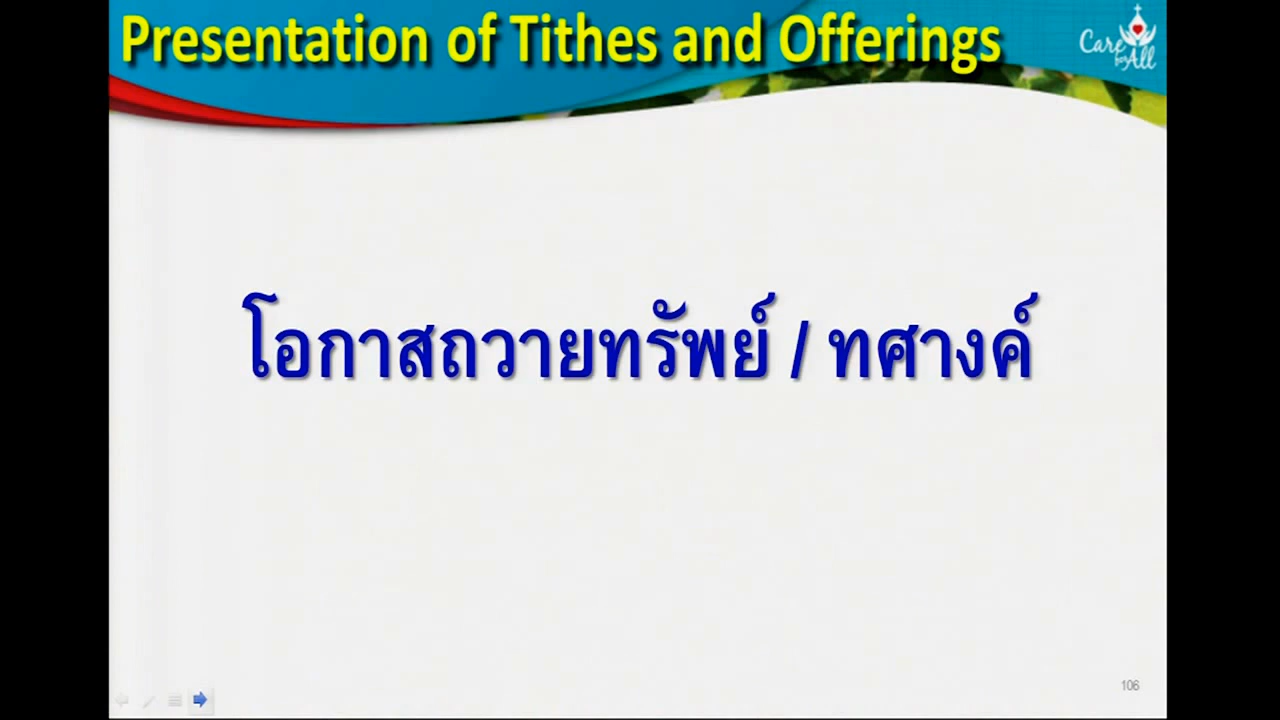 Presentation of Tithes and Offerings
Care
for
All
โอกาสถวายทรัพย์ / ทศางค์
106